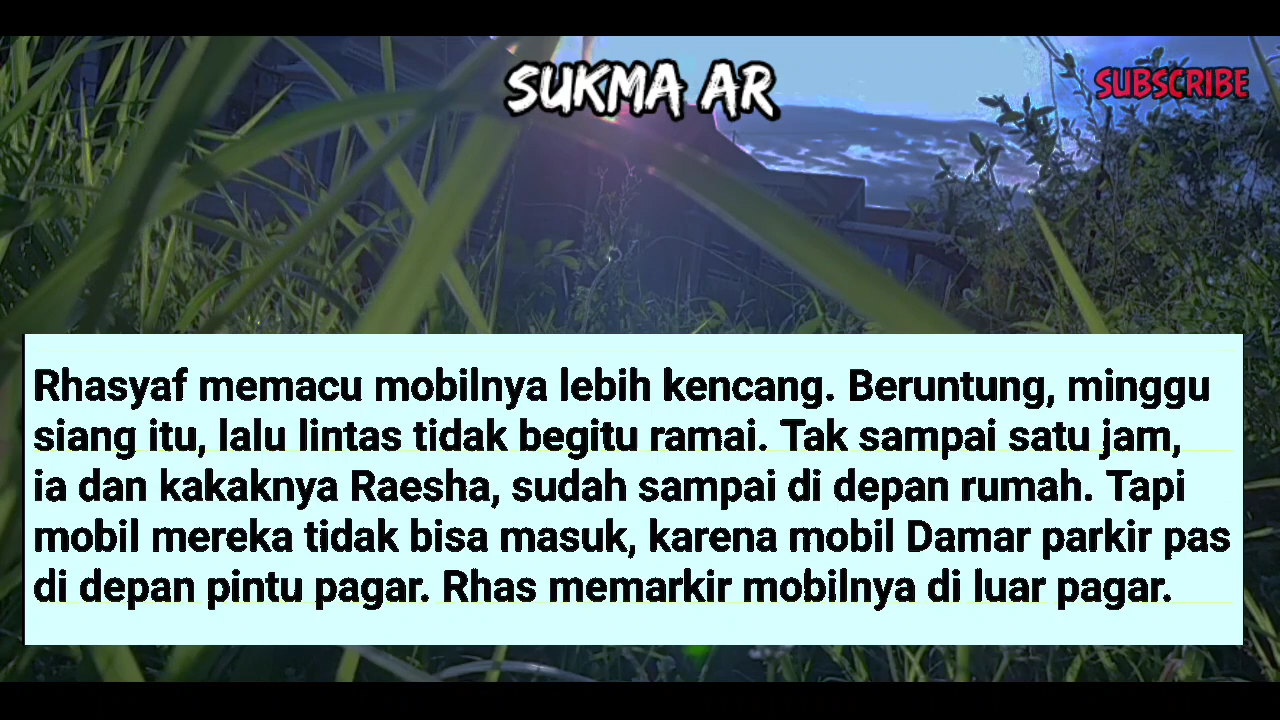 SUKMA AR
SUBSCRIBE
Rhasyaf memacu mobilnya lebih kencang. Beruntung, minggu
siang itu, lalu lintas tidak begitu ramai. Tak sampai satu jam,
ia dan kakaknya Raesha, sudah sampai di depan rumah. Tapi
mobil mereka tidak bisa masuk, karena mobil Damar parkir pas
di depan pintu pagar. Rhas memarkir mobilnya di luar pagar.